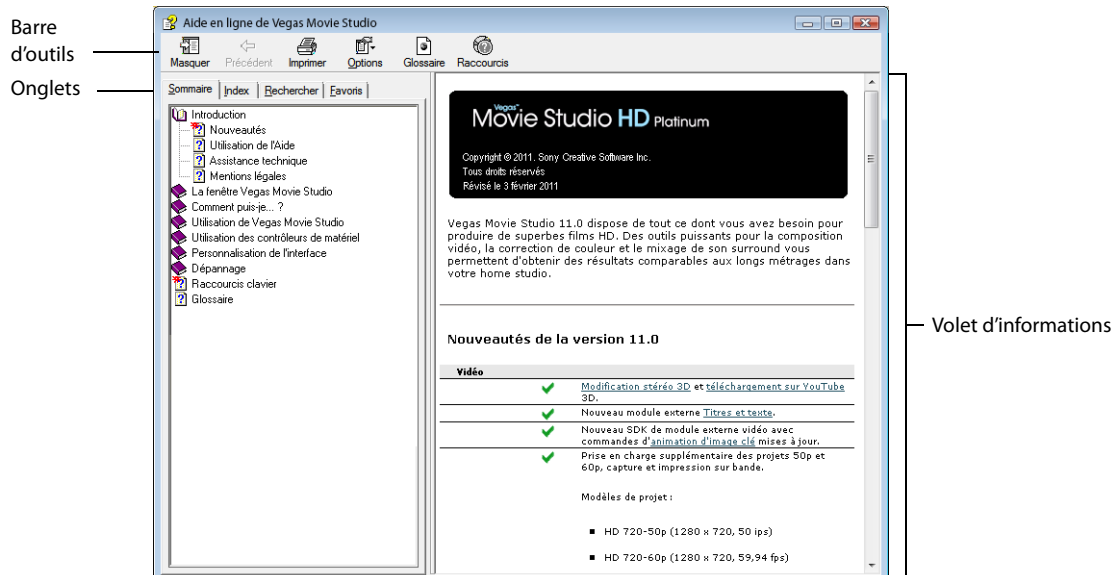 Barre
d'outils
Onglets
Aide en ligne de Vegas Movie Studio
Masquer Précédent Imprimer Options Glossaire Raccourcis
Sommaire Index Rechercher Favoris
Introduction
Nouveautés
Utilisation de l'Aide
Assistance technique
Mentions légales
La fenêtre Vegas Movie Studio
Comment puis-je... ?
Utilisation de Vegas Movie Studio
Utilisation des contrôleurs de matériel
Personnalisation de l'interface
Dépannage
Raccourcis clavier
Glossaire
Vegas™
Movie Studio HD Platinum
Copyright © 2011. Sony Creative Software Inc.
Tous droits réservés
Révisé le 3 février 2011
Vegas Movie Studio 11.0 dispose de tout ce dont vous avez besoin pour
produire de superbes films HD. Des outils puissants pour la composition
vidéo, la correction de couleur et le mixage de son surround vous
permettent d'obtenir des résultats comparables aux longs métrages dans
votre home studio.
Nouveautés de la version 11.0
Vidéo
Modification stéréo 3D et téléchargement sur YouTube
3D.
Nouveau module externe Titres et texte.
Nouveau SDK de module externe vidéo avec
commandes d'animation d'image clé mises à jour.
Prise en charge supplémentaire des projets 50p et
60p, capture et impression sur bande.
Modèles de projet :
HD 720-50p (1280 x 720, 50 ips)
HD 720-60p (1280 x 720, 59,94 fps)
Volet d'informations